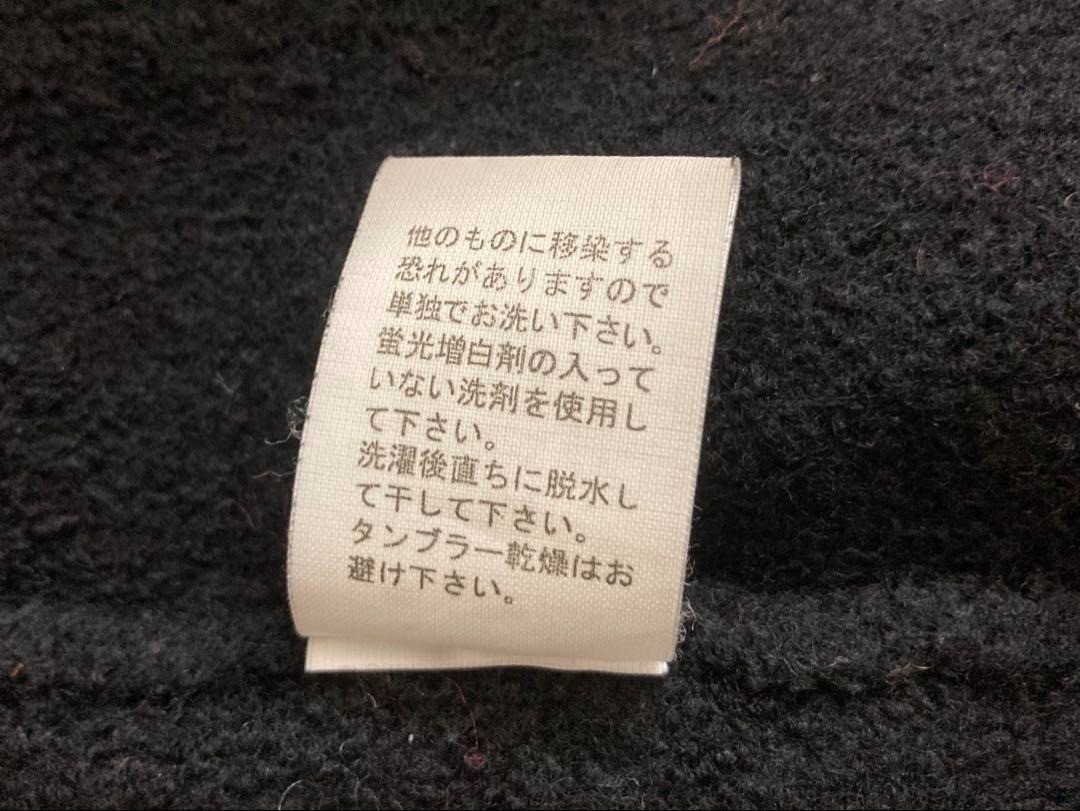 他のものに移染する
恐れがありますので
単独でお洗い下さい。
蛍光増白剤の入って
いない洗剤を使用し
て下さい。
洗濯後直ちに脱水し
て干して下さい。
タンブラー乾燥はお
避け下さい。